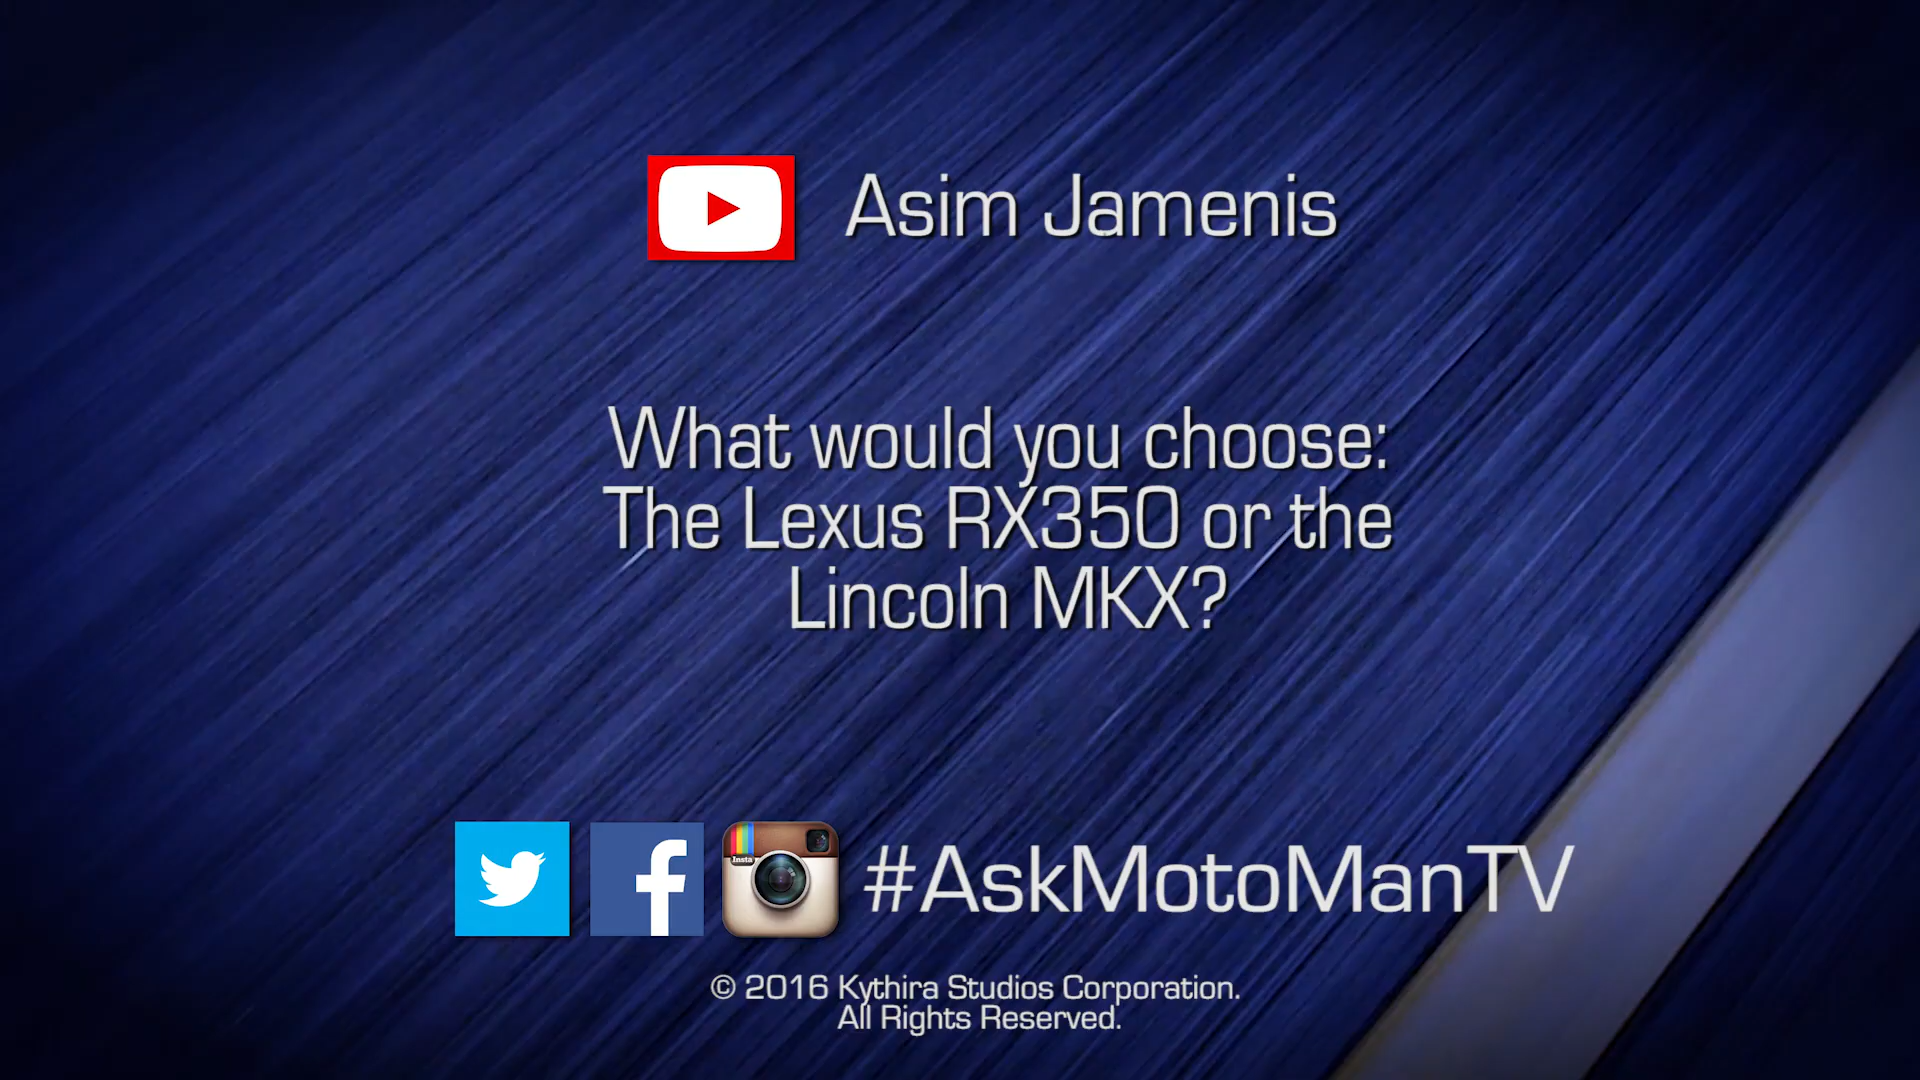 Asim Jamenis
What would you choose:
The Lexus RX350 or the
Lincoln MKX?
Insta
#AskMotoManTV
© 2016 Kythira Studios Corporation.
All Rights Reserved.